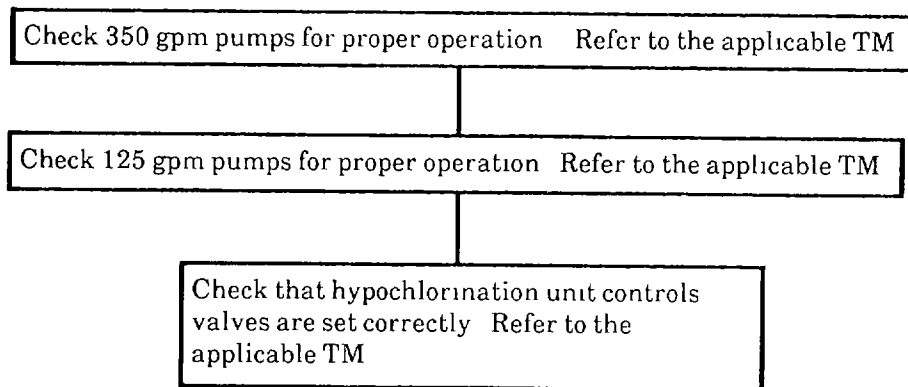 Check 350 gpm pumps for proper operation Refer to the applicable TM
Check 125 gpm pumps for proper operation Refer to the applicable TM
Check that hypochlorination unit controls
valves are set correctly Refer to the
applicable TM